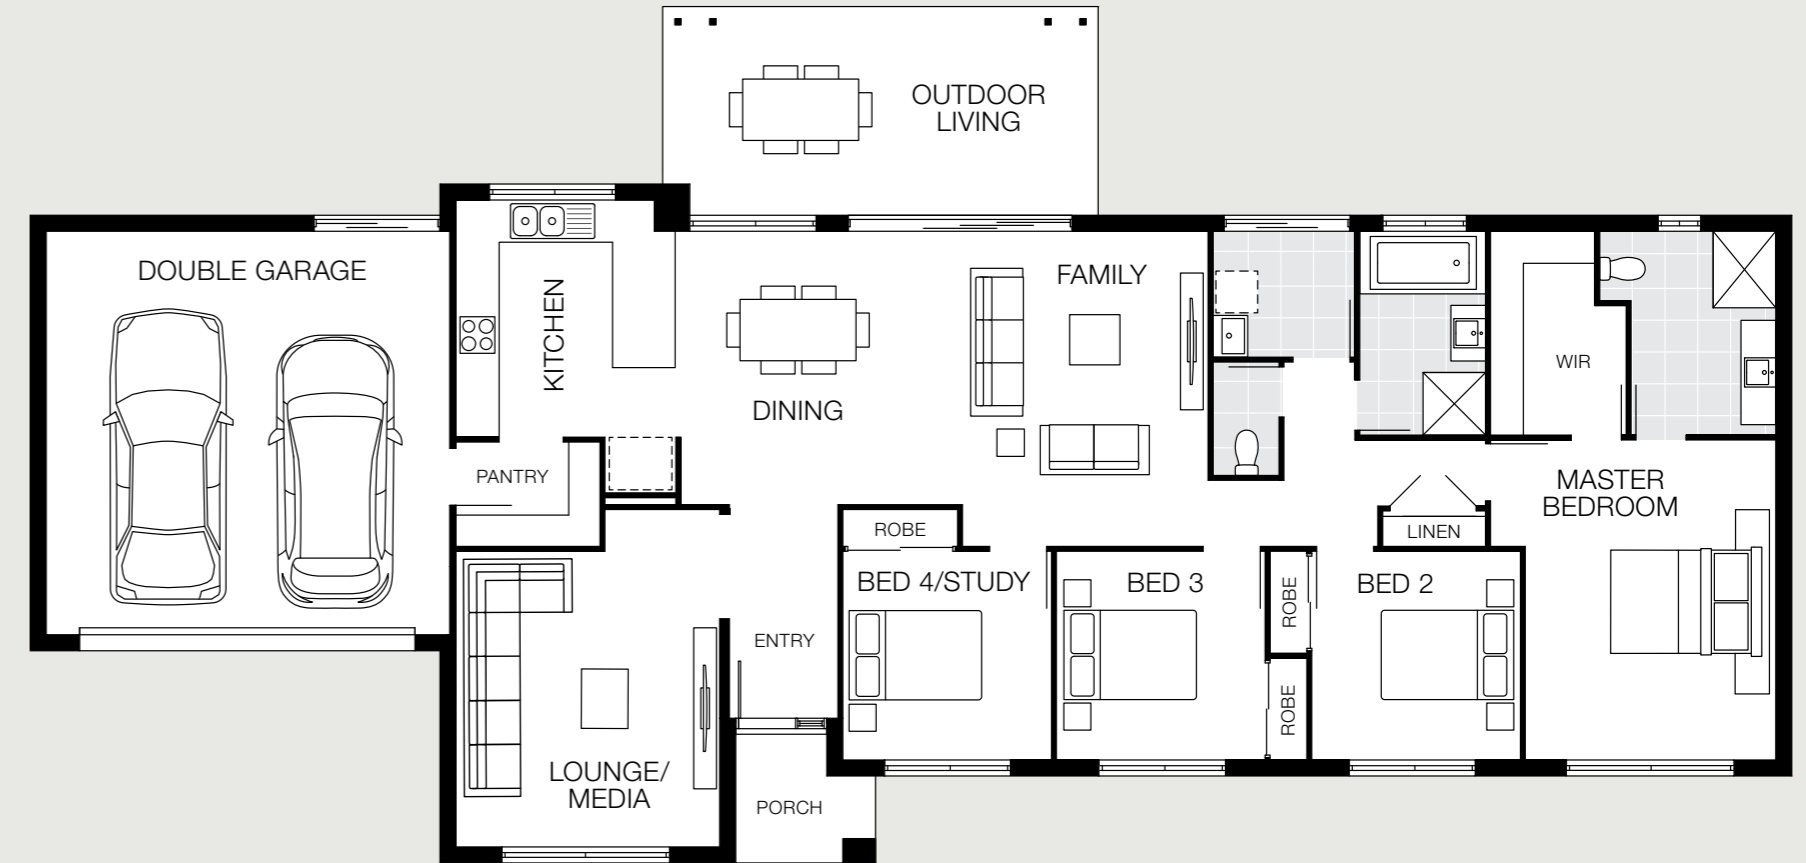 OUTDOOR
LIVING
DOUBLE GARAGE
KITCHEN
FAMILY
DINING
WIR
PANTRY
MASTER
BEDROOM
ROBE
LINEN
BED 4/STUDY
BED 3
ROBE
BED 2
ENTRY
ROBE
LOUNGE/
MEDIA
PORCH